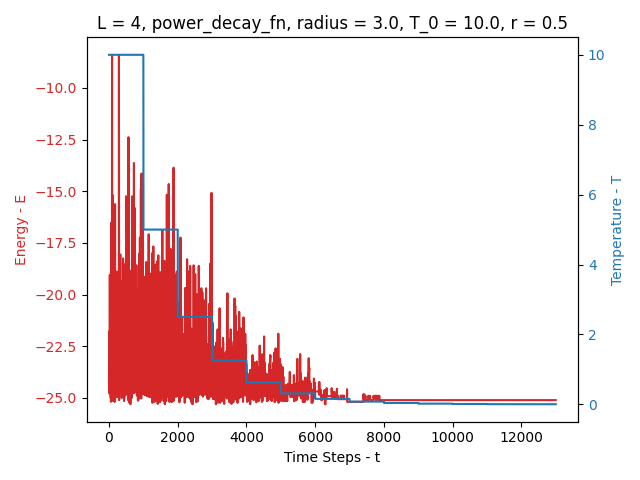 L = 4, power_decay_fn, radius = 3.0, T_0 = 10.0, r = 0.5
Energy - E
−10.0
−12.5
−15.0
−17.5
−20.0
−22.5
−25.0
10
8
6
4
2
0
Temperature - T
0 2000 4000 6000 8000 10000 12000
Time Steps - t